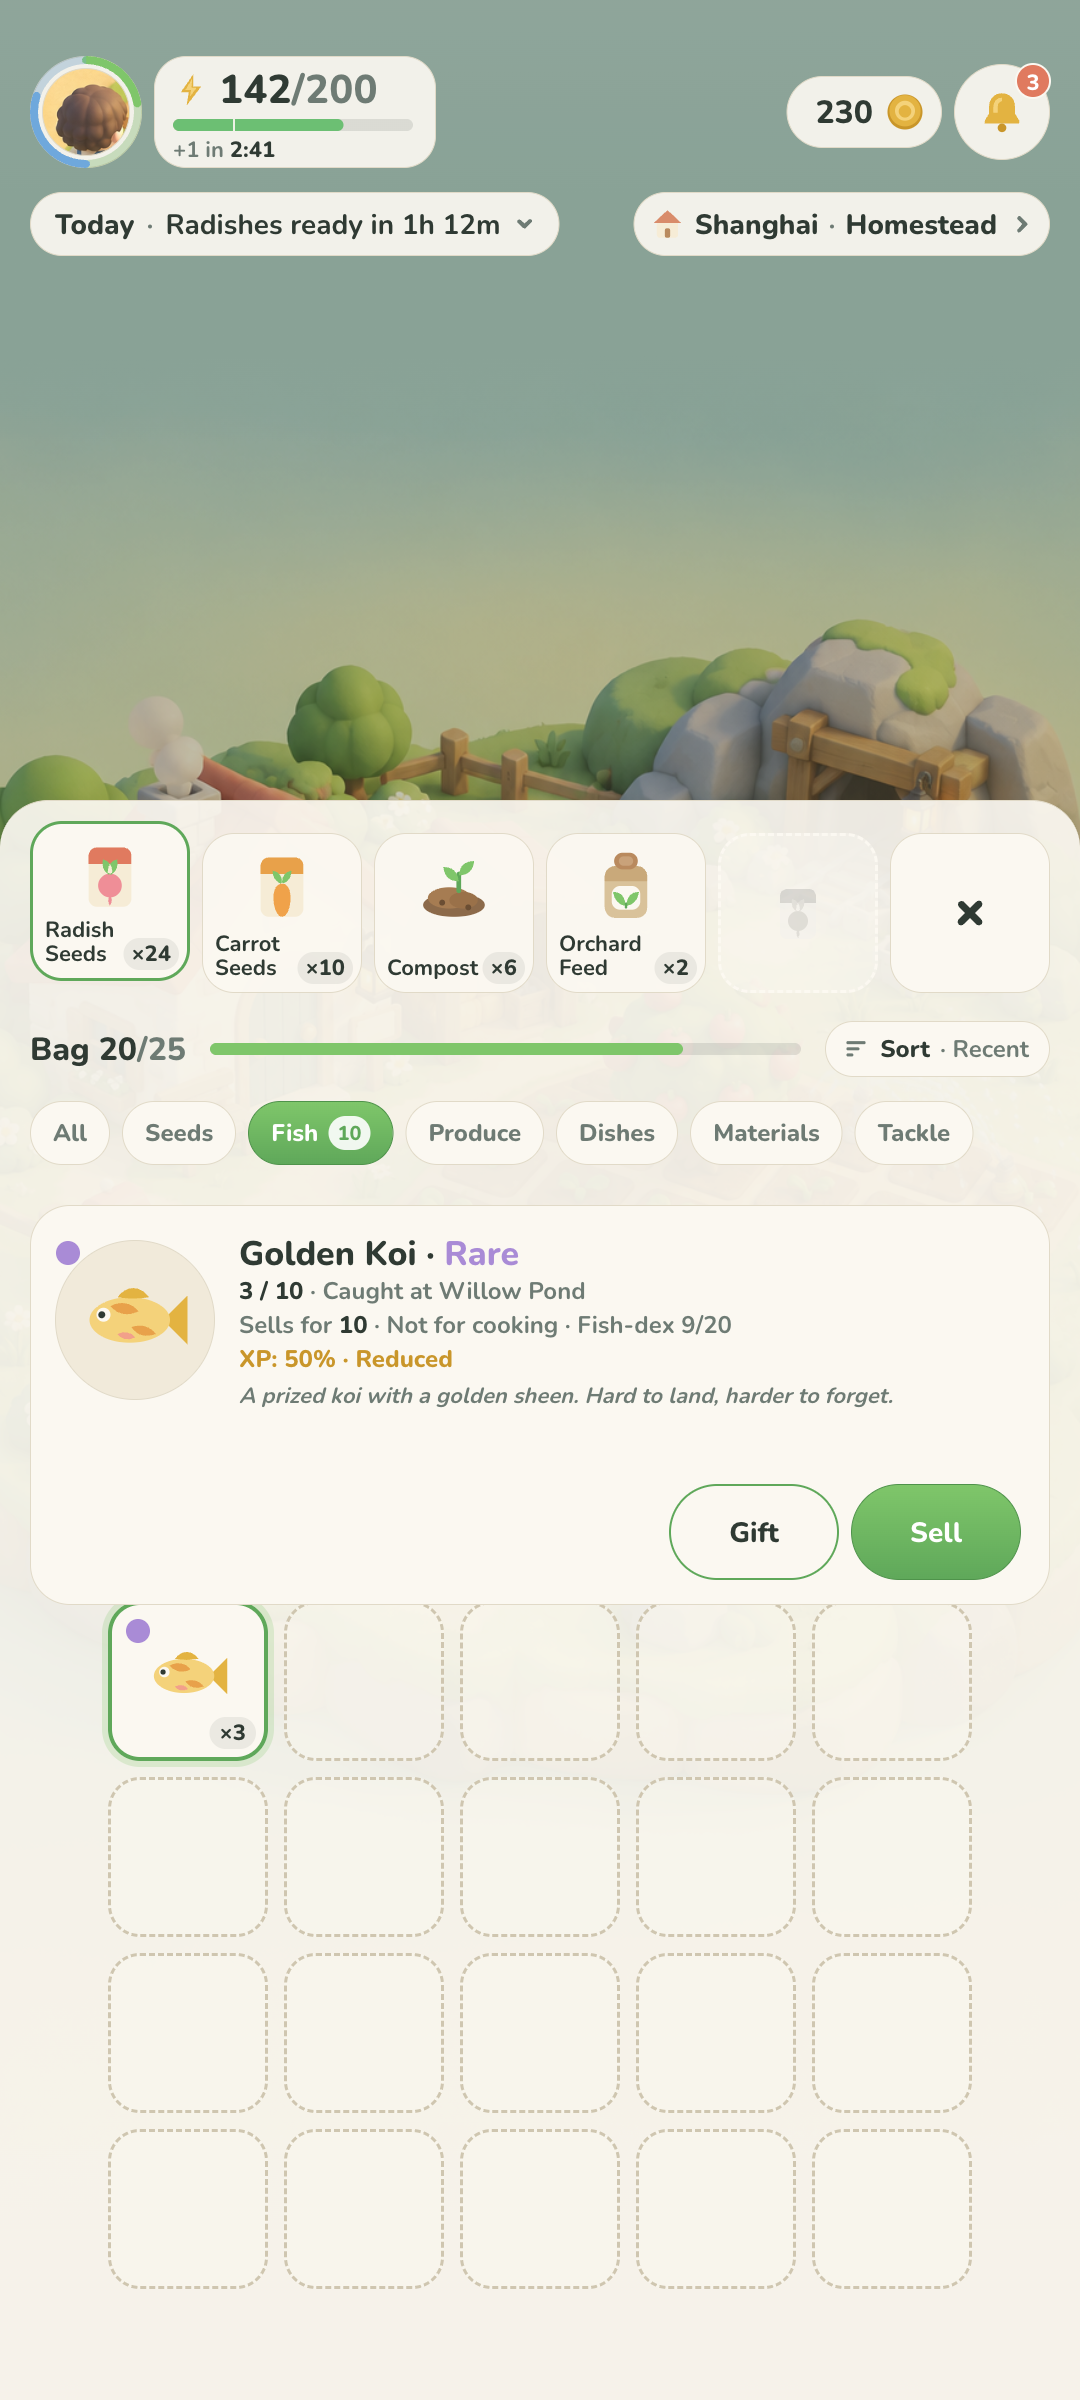 142/200
+1 in 2:41
230
3
Today · Radishes ready in 1h 12m
Shanghai · Homestead
Radish Seeds ×24
Carrot Seeds ×10
Compost ×6
Orchard Feed ×2
Bag 20/25
Sort · Recent
All
Seeds
Fish 10
Produce
Dishes
Materials
Tackle
Golden Koi · Rare
3 / 10 · Caught at Willow Pond
Sells for 10 · Not for cooking · Fish-dex 9/20
XP: 50% · Reduced
A prized koi with a golden sheen. Hard to land, harder to forget.
Gift
Sell
×3